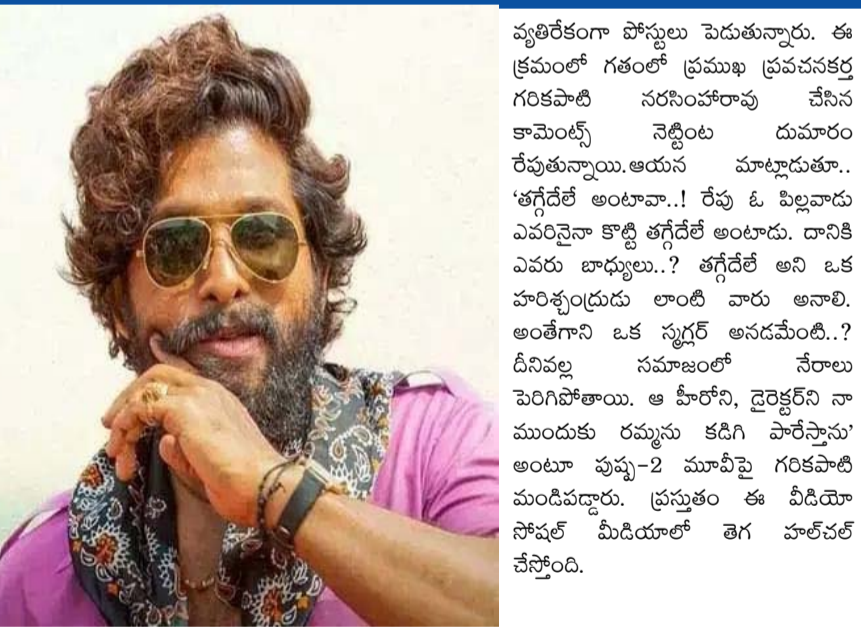 వ్యతిరేకంగా పోస్టులు పెడుతున్నారు. ఈ
క్రమంలో గతంలో ప్రముఖ ప్రవచనకర్త
గరికపాటి నరసింహారావు చేసిన
కామెంట్స్ నెట్టింట దుమారం
రేపుతున్నాయి.ఆయన మాట్లాడుతూ..
‘తగ్గేదేలే అంటావా..! రేపు ఓ పిల్లవాడు
ఎవరినైనా కొట్టి తగ్గేదేలే అంటాడు. దానికి
ఎవరు బాధ్యులు..? తగ్గేదేలే అని ఒక
హరిశ్చంద్రుడు లాంటి వారు అనాలి.
అంతేగాని ఒక స్మగ్లర్ అనడమేంటి..?
దీనివల్ల సమాజంలో నేరాలు
పెరిగిపోతాయి. ఆ హీరోని, డైరెక్టర్‌ని నా
ముందుకు రమ్మను కడిగి పారేస్తాను’
అంటూ పుష్ప-2 మూవీపై గరికపాటి
మండిపడ్డారు. ప్రస్తుతం ఈ వీడియో
సోషల్ మీడియాలో తెగ హల్‌చల్
చేస్తోంది.